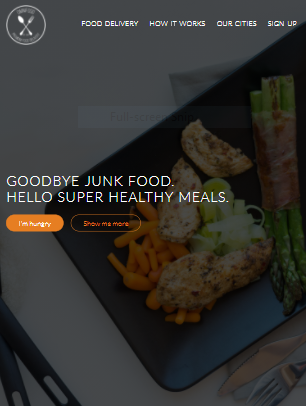 FOOD DELIVERY HOW IT WORKS OUR CITIES SIGN UP
GOODBYE JUNK FOOD.
HELLO SUPER HEALTHY MEALS.
I'm hungry Show me more